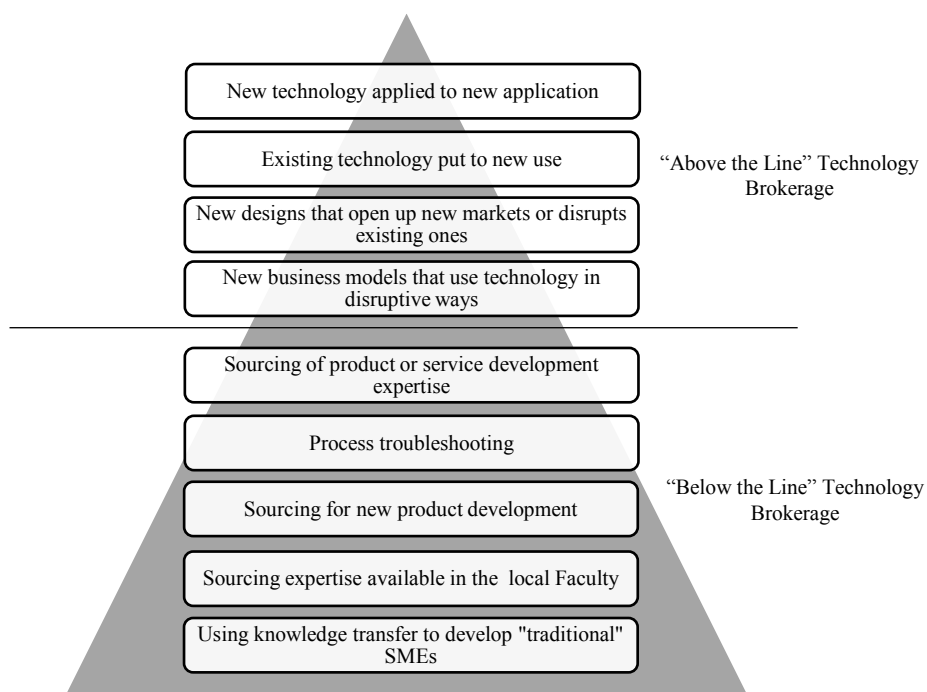 New technology applied to new application
Existing technology put to new use
“Above the Line” Technology
Brokerage
New designs that open up new markets or disrupts
existing ones
New business models that use technology in
disruptive ways
Sourcing of product or service development
expertise
Process troubleshooting
“Below the Line” Technology
Brokerage
Sourcing for new product development
Sourcing expertise available in the local Faculty
Using knowledge transfer to develop "traditional"
SMEs